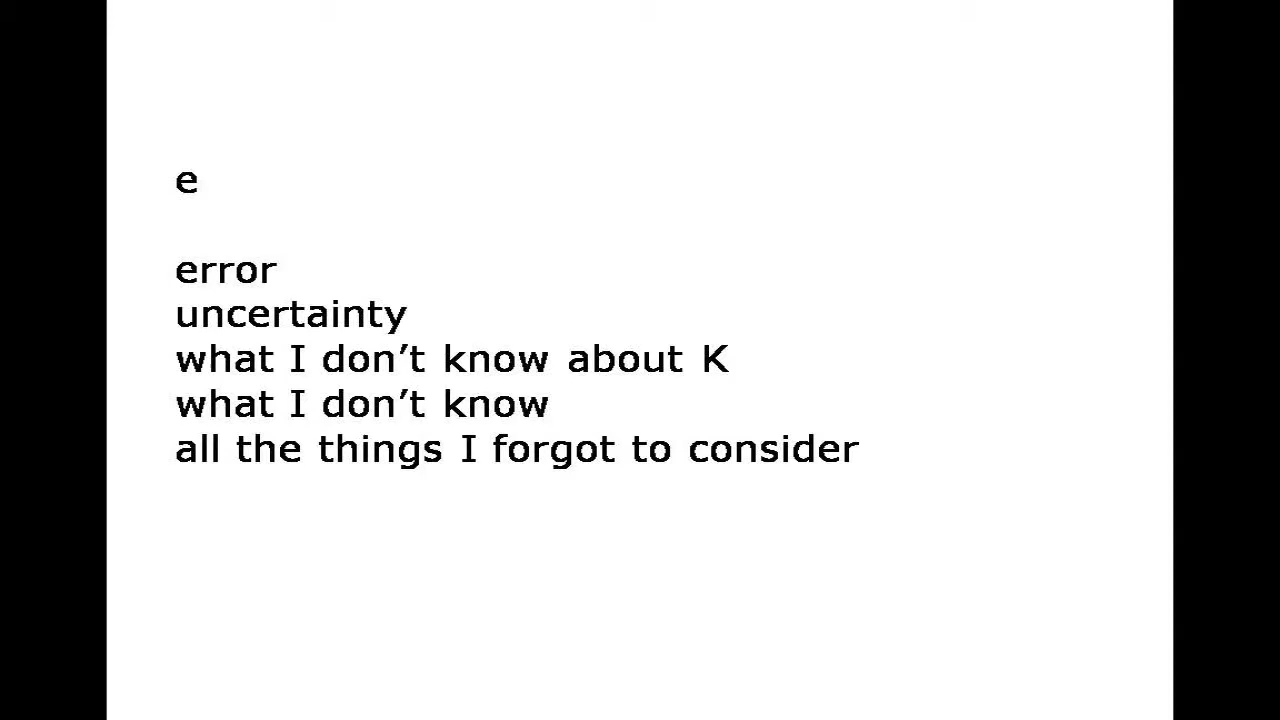 e
error
uncertainty
what I don’t know about K
what I don’t know
all the things I forgot to consider